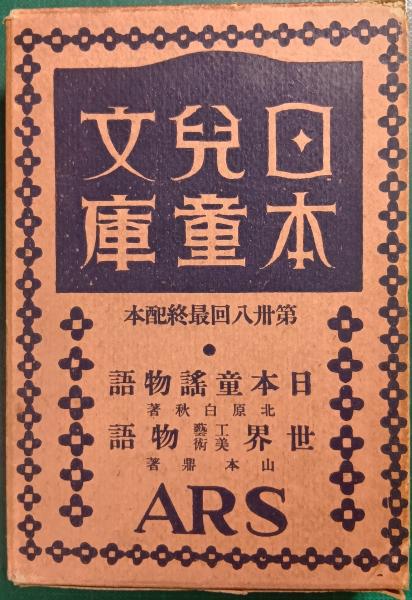 日本
兒童
文庫
第卅八回最終配本
日本童謠物語
北原白秋著
世界工藝美術物語
山本鼎著
ARS